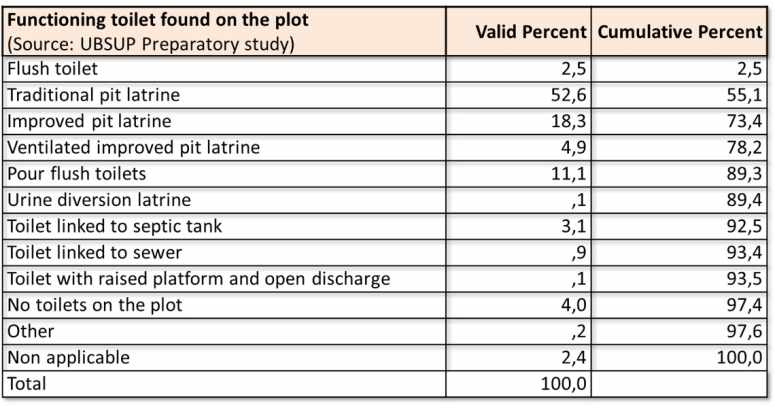 Functioning toilet found on the plot
(Source: UBSUP Preparatory study) Valid Percent Cumulative Percent
Flush toilet 2,5 2,5
Traditional pit latrine 52,6 55,1
Improved pit latrine 18,3 73,4
Ventilated improved pit latrine 4,9 78,2
Pour flush toilets 11,1 89,3
Urine diversion latrine ,1 89,4
Toilet linked to septic tank 3,1 92,5
Toilet linked to sewer ,9 93,4
Toilet with raised platform and open discharge ,1 93,5
No toilets on the plot 4,0 97,4
Other ,2 97,6
Non applicable 2,4 100,0
Total 100,0